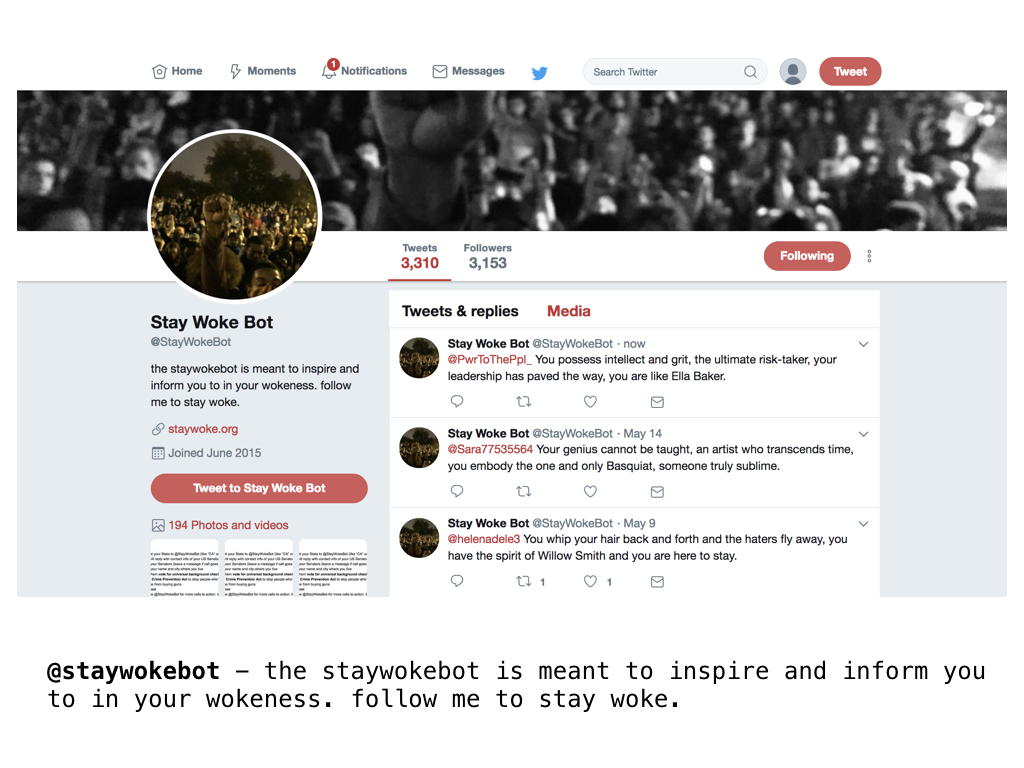 Home Moments 1 Notifications Messages Search Twitter Tweet
Tweets Followers
3,310 3,153
Following
Tweets & replies Media
Stay Woke Bot
@StayWokeBot
the staywokebot is meant to inspire and
inform you to in your wokeness. follow
me to stay woke.
staywoke.org
Joined June 2015
Tweet to Stay Woke Bot
194 Photos and videos
Stay Woke Bot @StayWokeBot · now
@PwrToThePpl_ You possess intellect and grit, the ultimate risk-taker, your
leadership has paved the way, you are like Ella Baker.
Stay Woke Bot @StayWokeBot · May 14
@Sara77535564 Your genius cannot be taught, an artist who transcends time,
you embody the one and only Basquiat, someone truly sublime.
Stay Woke Bot @StayWokeBot · May 9
@helenadele3 You whip your hair back and forth and the haters fly away, you
have the spirit of Willow Smith and you are here to stay.
1 1
@staywokebot – the staywokebot is meant to inspire and inform you
to in your wokeness. follow me to stay woke.